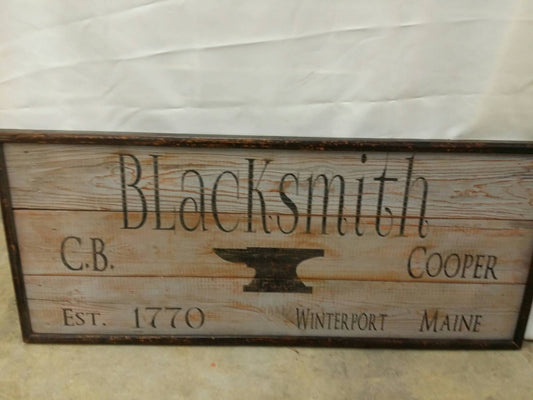 Blacksmith
C.B. Cooper
Est. 1770 Winterport Maine